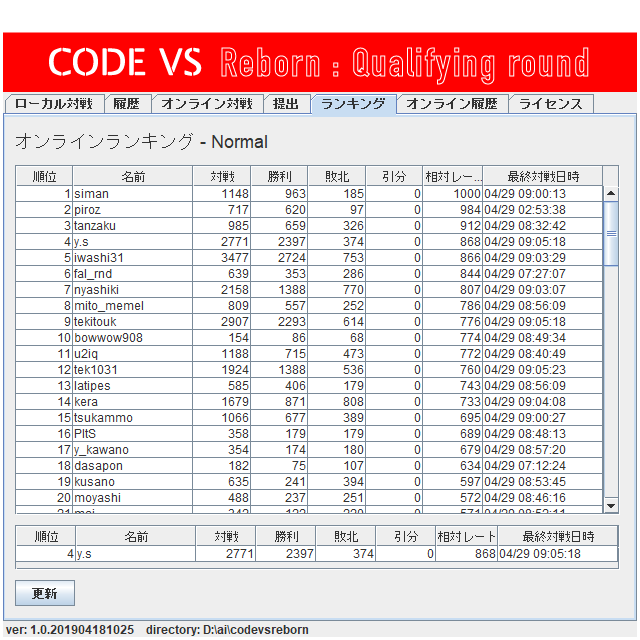 CODE VS Reborn : Qualifying round
ローカル対戦 履歴 オンライン対戦 提出 ランキング オンライン履歴 ライセンス
オンラインランキング - Normal
順位 名前 対戦 勝利 敗北 引分 相対レー... 最終対戦日時
1 siman 1148 963 185 0 1000 04/29 09:00:13
2 piroz 717 620 97 0 984 04/29 02:53:38
3 tanzaku 985 659 326 0 912 04/29 08:32:42
4 y.s 2771 2397 374 0 868 04/29 09:05:18
5 iwashi31 3477 2724 753 0 866 04/29 09:03:29
6 fal_rnd 639 353 286 0 844 04/29 07:27:07
7 nyashiki 2158 1388 770 0 807 04/29 09:03:07
8 mito_memel 809 557 252 0 786 04/29 08:56:09
9 tekitouk 2907 2293 614 0 776 04/29 09:05:18
10 bowwow908 154 86 68 0 774 04/29 08:49:34
11 u2iq 1188 715 473 0 772 04/29 08:40:49
12 tek1031 1924 1388 536 0 760 04/29 09:05:23
13 latipes 585 406 179 0 743 04/29 08:56:09
14 kera 1679 871 808 0 733 04/29 09:04:08
15 tsukammo 1066 677 389 0 695 04/29 09:00:27
16 PltS 358 179 179 0 689 04/29 08:48:13
17 y_kawano 354 174 180 0 679 04/29 08:57:20
18 dasapon 182 75 107 0 634 04/29 07:12:24
19 kusano 635 241 394 0 597 04/29 08:53:45
20 moyashi 488 237 251 0 572 04/29 08:46:16
順位 名前 対戦 勝利 敗北 引分 相対レート 最終対戦日時
4 y.s 2771 2397 374 0 868 04/29 09:05:18
更新
ver: 1.0.201904181025 directory: D:\ai\codevsreborn